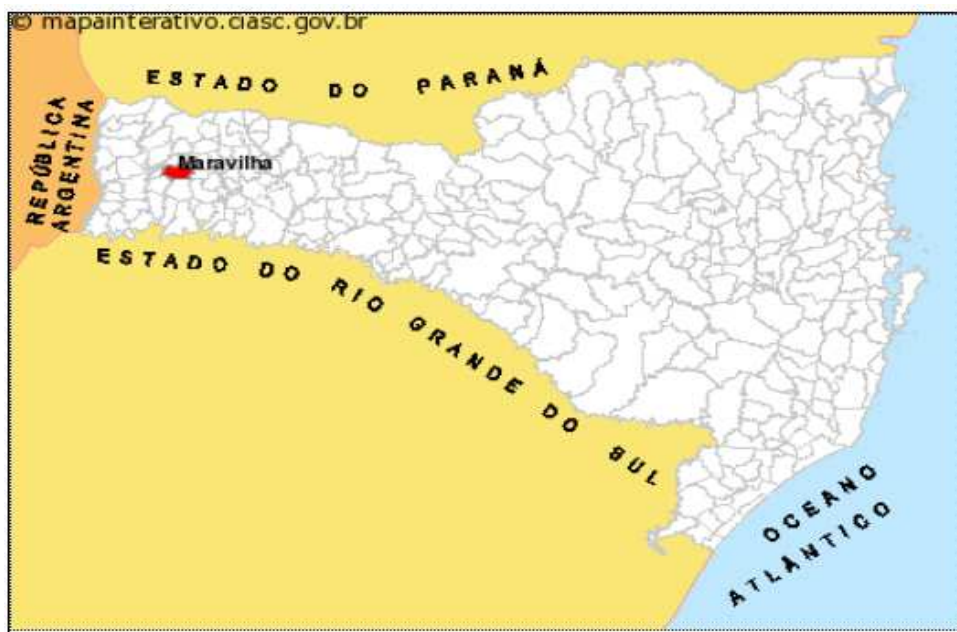 © mapainterativo.ciasc.gov.br
ESTADO DO PARANÁ
REPÚBLICA
ARGENTINA
Maravilha
ESTADO DO RIO GRANDE DO SUL
OCEANO
ATLÂNTICO